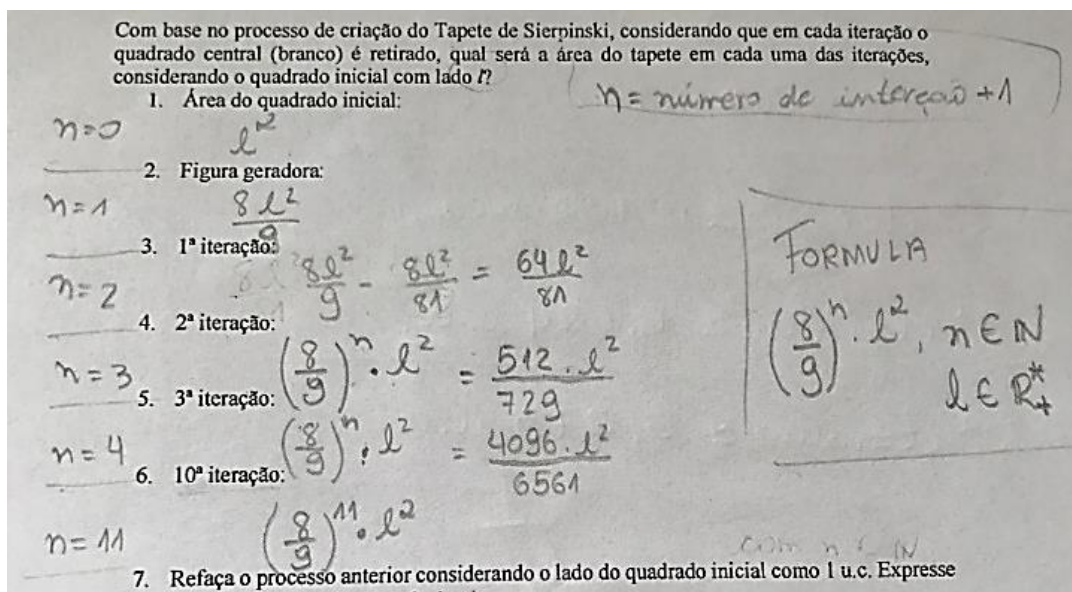 Com base no processo de criação do Tapete de Sierpinski, considerando que em cada iteração o
quadrado central (branco) é retirado, qual será a área do tapete em cada uma das iterações,
considerando o quadrado inicial com lado l?
n = número de intereção + 1
1. Área do quadrado inicial:
n=0 l²
2. Figura geradora:
n=1 8l²/9
3. 1ª iteração:
n=2 8l²/9 - 8l²/81 = 64l²/81
4. 2ª iteração:
n=3 (8/9)ⁿ · l² = 512 . l²/729
5. 3ª iteração:
n=4 (8/9)ⁿ · l² = 4096 . l²/6561
6. 10ª iteração:
n=11 (8/9)¹¹ · l²
FORMULA
(8/9)ⁿ · l², n ∈ ℕ
l ∈ R*₊
com n ∈ ℕ
7. Refaça o processo anterior considerando o lado do quadrado inicial como 1 u.c. Expresse